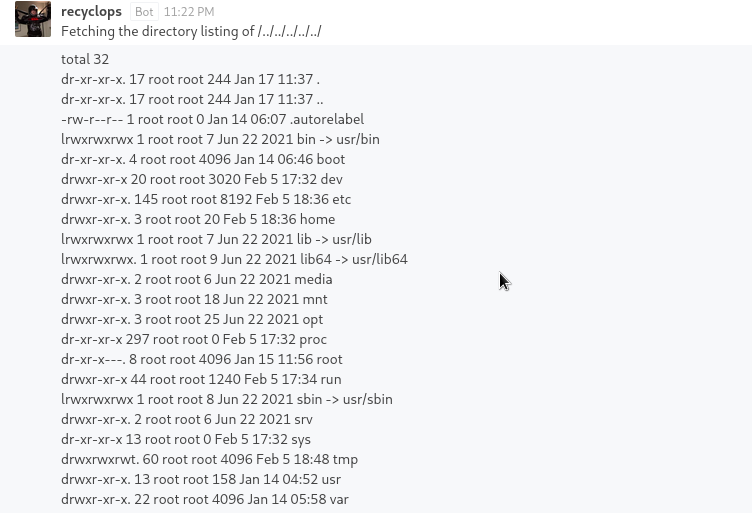 recyclops Bot 11:22 PM
Fetching the directory listing of /../../../../../
total 32
dr-xr-xr-x. 17 root root 244 Jan 17 11:37 .
dr-xr-xr-x. 17 root root 244 Jan 17 11:37 ..
-rw-r--r-- 1 root root 0 Jan 14 06:07 .autorelabel
lrwxrwxrwx 1 root root 7 Jun 22 2021 bin -> usr/bin
dr-xr-xr-x. 4 root root 4096 Jan 14 06:46 boot
drwxr-xr-x 20 root root 3020 Feb 5 17:32 dev
drwxr-xr-x. 145 root root 8192 Feb 5 18:36 etc
drwxr-xr-x. 3 root root 20 Feb 5 18:36 home
lrwxrwxrwx 1 root root 7 Jun 22 2021 lib -> usr/lib
lrwxrwxrwx. 1 root root 9 Jun 22 2021 lib64 -> usr/lib64
drwxr-xr-x. 2 root root 6 Jun 22 2021 media
drwxr-xr-x. 3 root root 18 Jun 22 2021 mnt
drwxr-xr-x. 3 root root 25 Jun 22 2021 opt
dr-xr-xr-x 297 root root 0 Feb 5 17:32 proc
dr-xr-x---. 8 root root 4096 Jan 15 11:56 root
drwxr-xr-x 44 root root 1240 Feb 5 17:34 run
lrwxrwxrwx 1 root root 8 Jun 22 2021 sbin -> usr/sbin
drwxr-xr-x. 2 root root 6 Jun 22 2021 srv
dr-xr-xr-x 13 root root 0 Feb 5 17:32 sys
drwxrwxrwt. 60 root root 4096 Feb 5 18:48 tmp
drwxr-xr-x. 13 root root 158 Jan 14 04:52 usr
drwxr-xr-x. 22 root root 4096 Jan 14 05:58 var